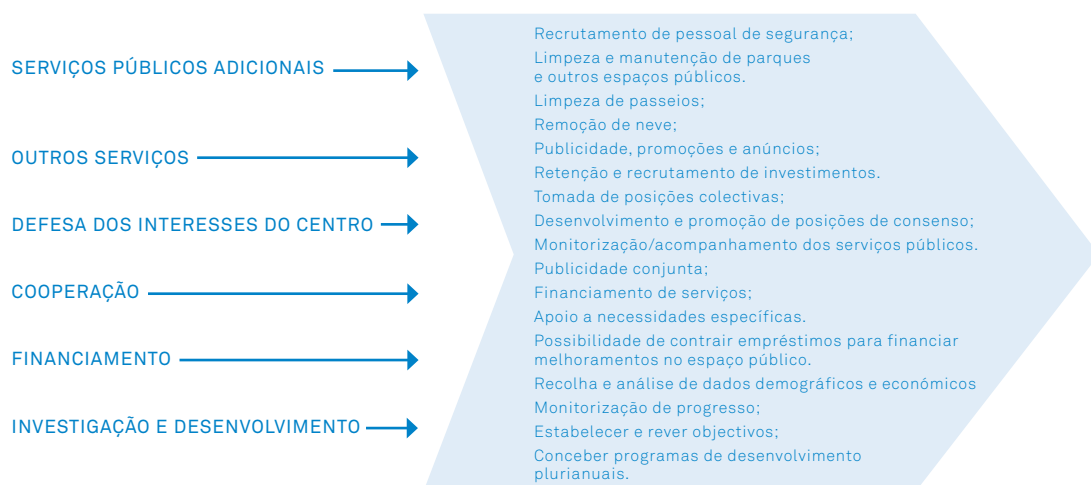 SERVIÇOS PÚBLICOS ADICIONAIS
OUTROS SERVIÇOS
DEFESA DOS INTERESSES DO CENTRO
COOPERAÇÃO
FINANCIAMENTO
INVESTIGAÇÃO E DESENVOLVIMENTO
Recrutamento de pessoal de segurança;
Limpeza e manutenção de parques
e outros espaços públicos.
Limpeza de passeios;
Remoção de neve;
Publicidade, promoções e anúncios;
Retenção e recrutamento de investimentos.
Tomada de posições colectivas;
Desenvolvimento e promoção de posições de consenso;
Monitorização/acompanhamento dos serviços públicos.
Publicidade conjunta;
Financiamento de serviços;
Apoio a necessidades específicas.
Possibilidade de contrair empréstimos para financiar
melhoramentos no espaço público.
Recolha e análise de dados demográficos e económicos
Monitorização de progresso;
Estabelecer e rever objectivos;
Conceber programas de desenvolvimento
plurianuais.